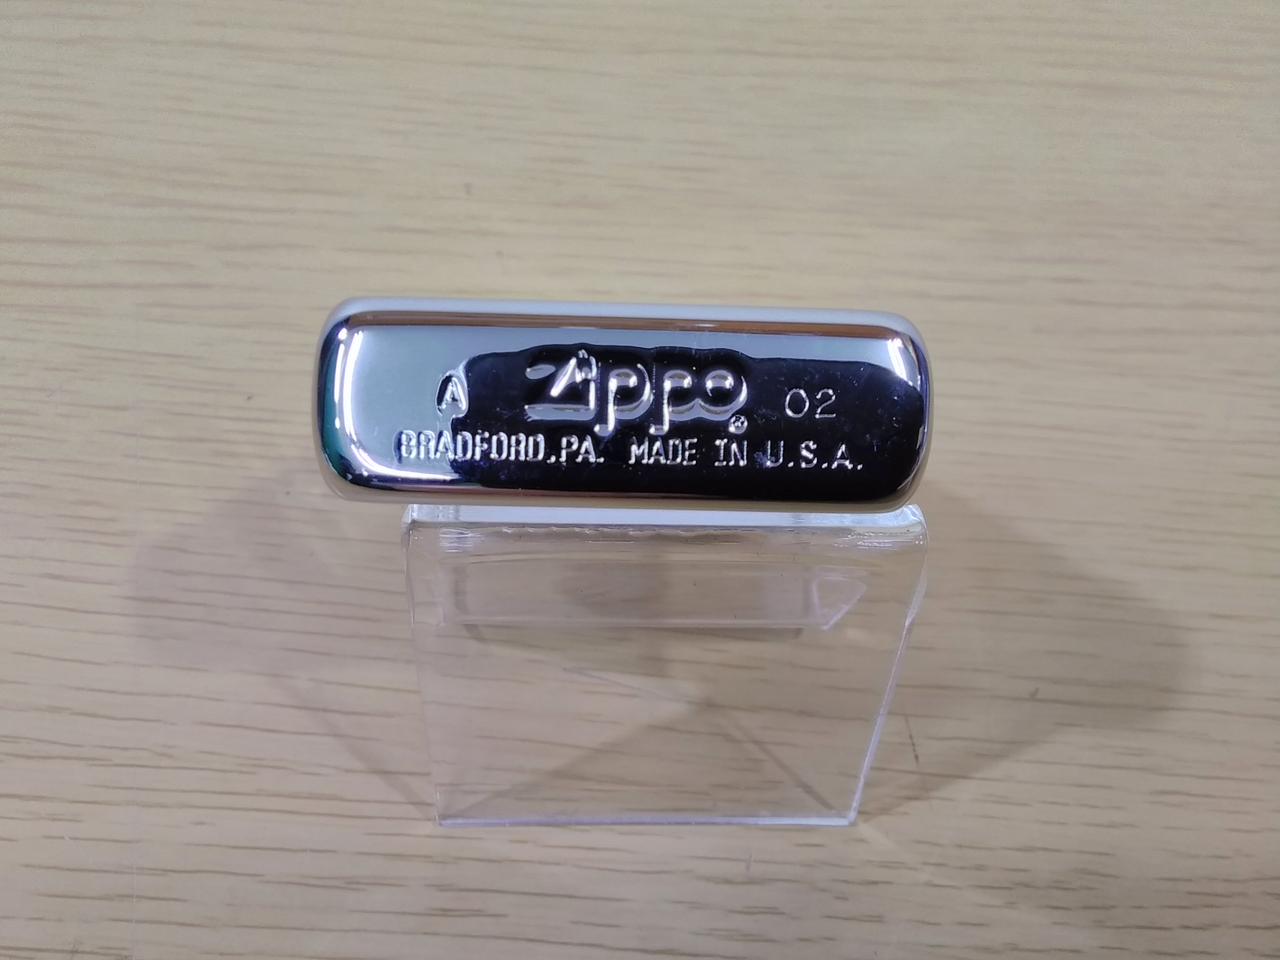 A Zippo® 02
BRADFORD,PA. MADE IN U.S.A.